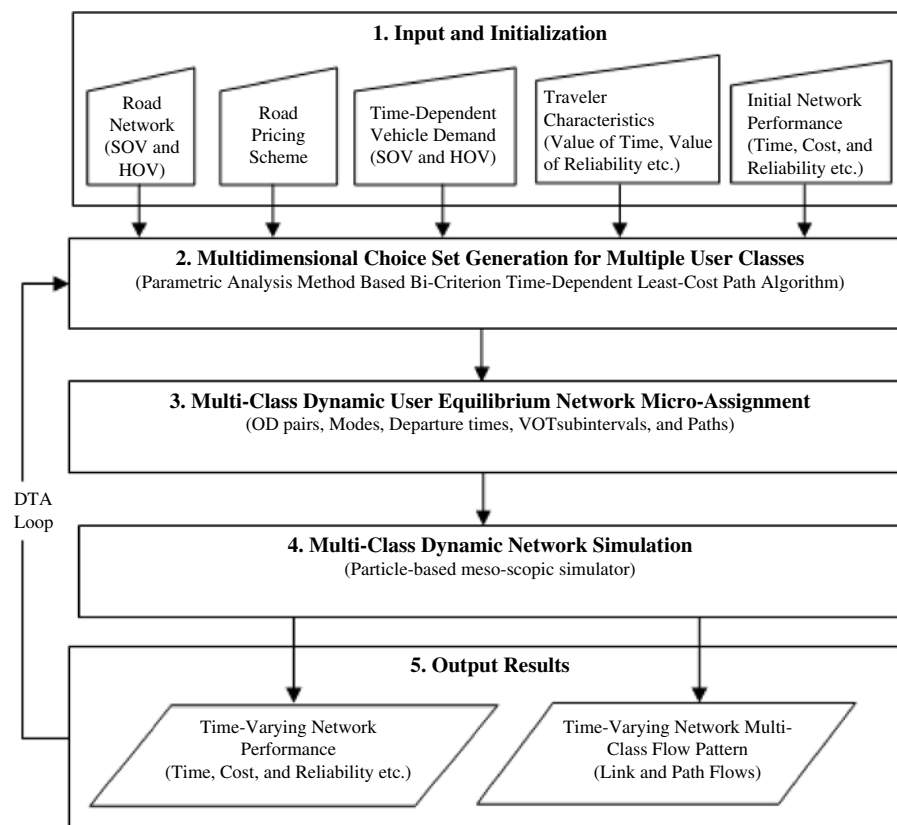 1. Input and Initialization
Road
Network
(SOV and
HOV)
Road
Pricing
Scheme
Time-Dependent
Vehicle Demand
(SOV and HOV)
Traveler
Characteristics
(Value of Time, Value
of Reliability etc.)
Initial Network
Performance
(Time, Cost, and
Reliability etc.)
2. Multidimensional Choice Set Generation for Multiple User Classes
(Parametric Analysis Method Based Bi-Criterion Time-Dependent Least-Cost Path Algorithm)
3. Multi-Class Dynamic User Equilibrium Network Micro-Assignment
(OD pairs, Modes, Departure times, VOTsubintervals, and Paths)
DTA
Loop
4. Multi-Class Dynamic Network Simulation
(Particle-based meso-scopic simulator)
5. Output Results
Time-Varying Network
Performance
(Time, Cost, and Reliability etc.)
Time-Varying Network Multi-
Class Flow Pattern
(Link and Path Flows)